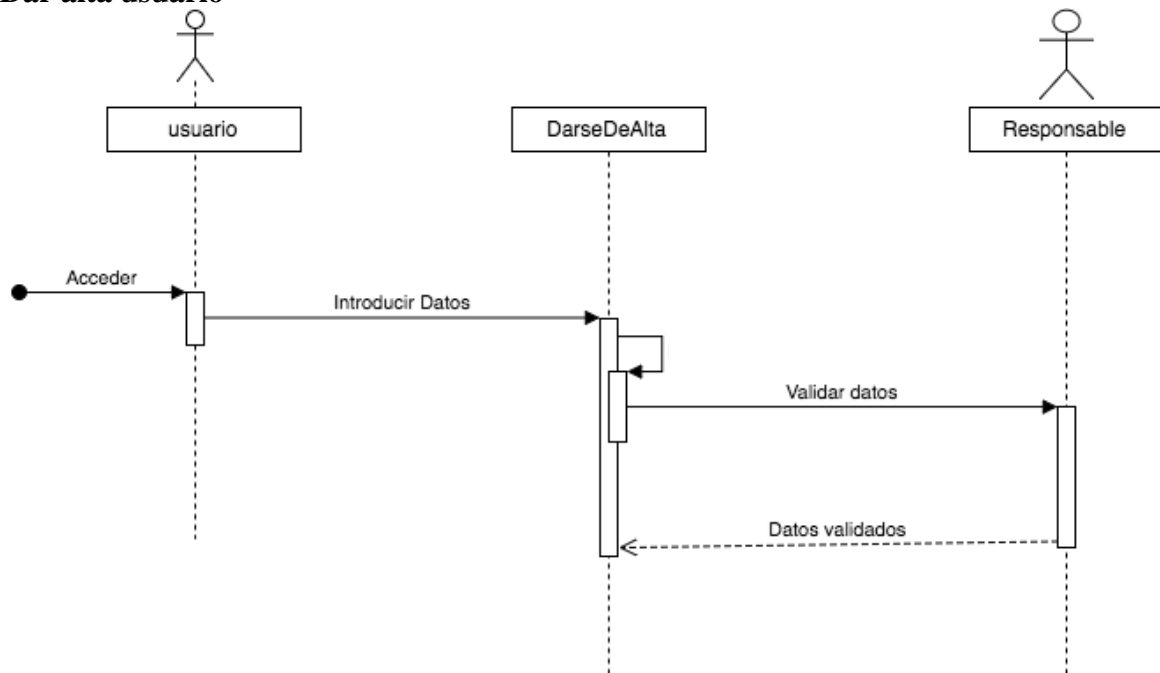 Dar alta usuario
usuario
DarseDeAlta
Responsable
Acceder
Introducir Datos
Validar datos
Datos validados